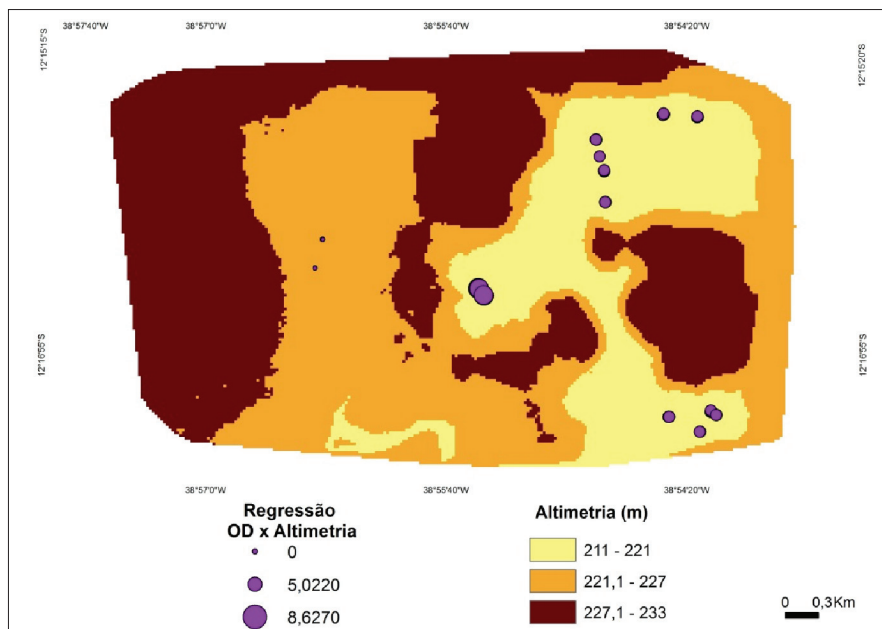 38°57'40"W 38°57'0"W 38°55'40"W 38°54'20"W
12°15'15"S
12°15'20"S
12°16'55"S
12°16'55"S
38°57'0"W 38°55'40"W 38°54'20"W
Regressão
OD x Altimetria
0
5,0220
8,6270
Altimetria (m)
211 - 221
221,1 - 227
227,1 - 233
0 0,3Km